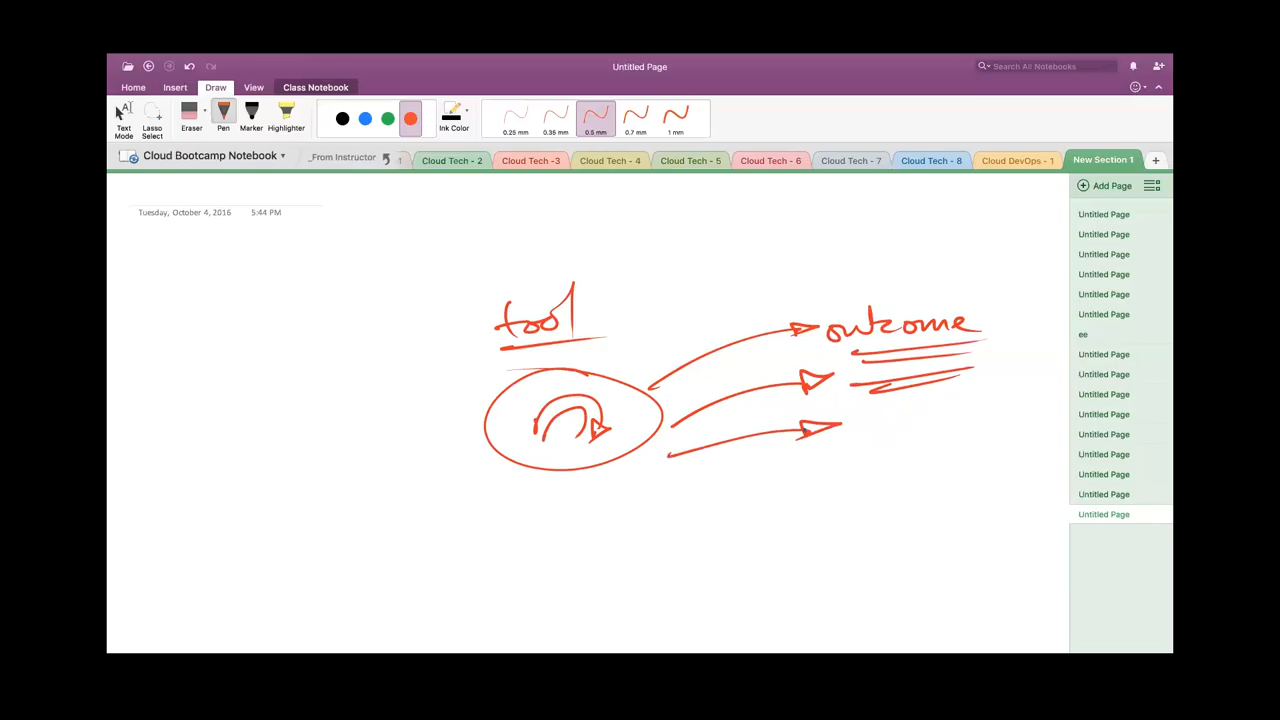 Untitled Page
Search All Notebooks
Home Insert Draw View Class Notebook
A
Text Mode
Lasso Select
Eraser
Pen
Marker
Highlighter
Ink Color
0.25 mm
0.35 mm
0.5 mm
0.7 mm
1 mm
Cloud Bootcamp Notebook
_From Instructor
1
Cloud Tech - 2
Cloud Tech -3
Cloud Tech - 4
Cloud Tech - 5
Cloud Tech - 6
Cloud Tech - 7
Cloud Tech - 8
Cloud DevOps - 1
New Section 1
+
Add Page
Tuesday, October 4, 2016 5:44 PM
tool
outcome
Untitled Page
Untitled Page
Untitled Page
Untitled Page
Untitled Page
Untitled Page
ee
Untitled Page
Untitled Page
Untitled Page
Untitled Page
Untitled Page
Untitled Page
Untitled Page
Untitled Page
Untitled Page